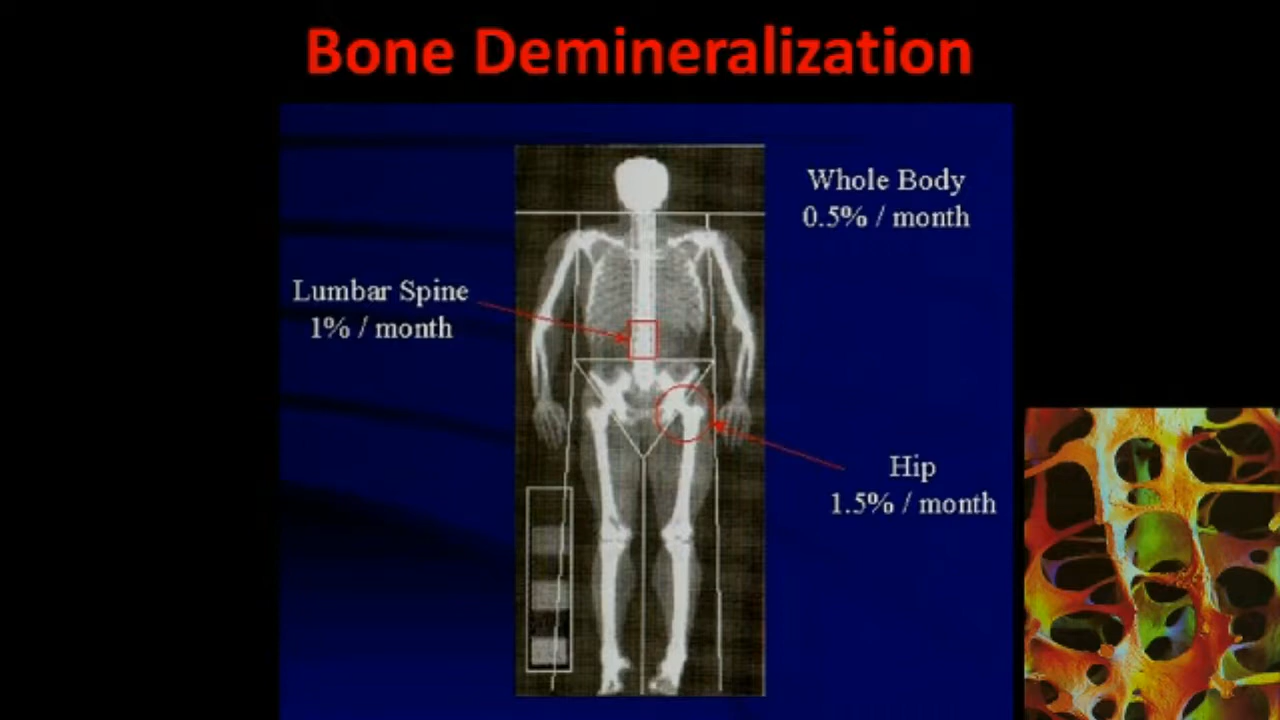 Bone Demineralization
Whole Body
0.5% / month
Lumbar Spine
1% / month
Hip
1.5% / month